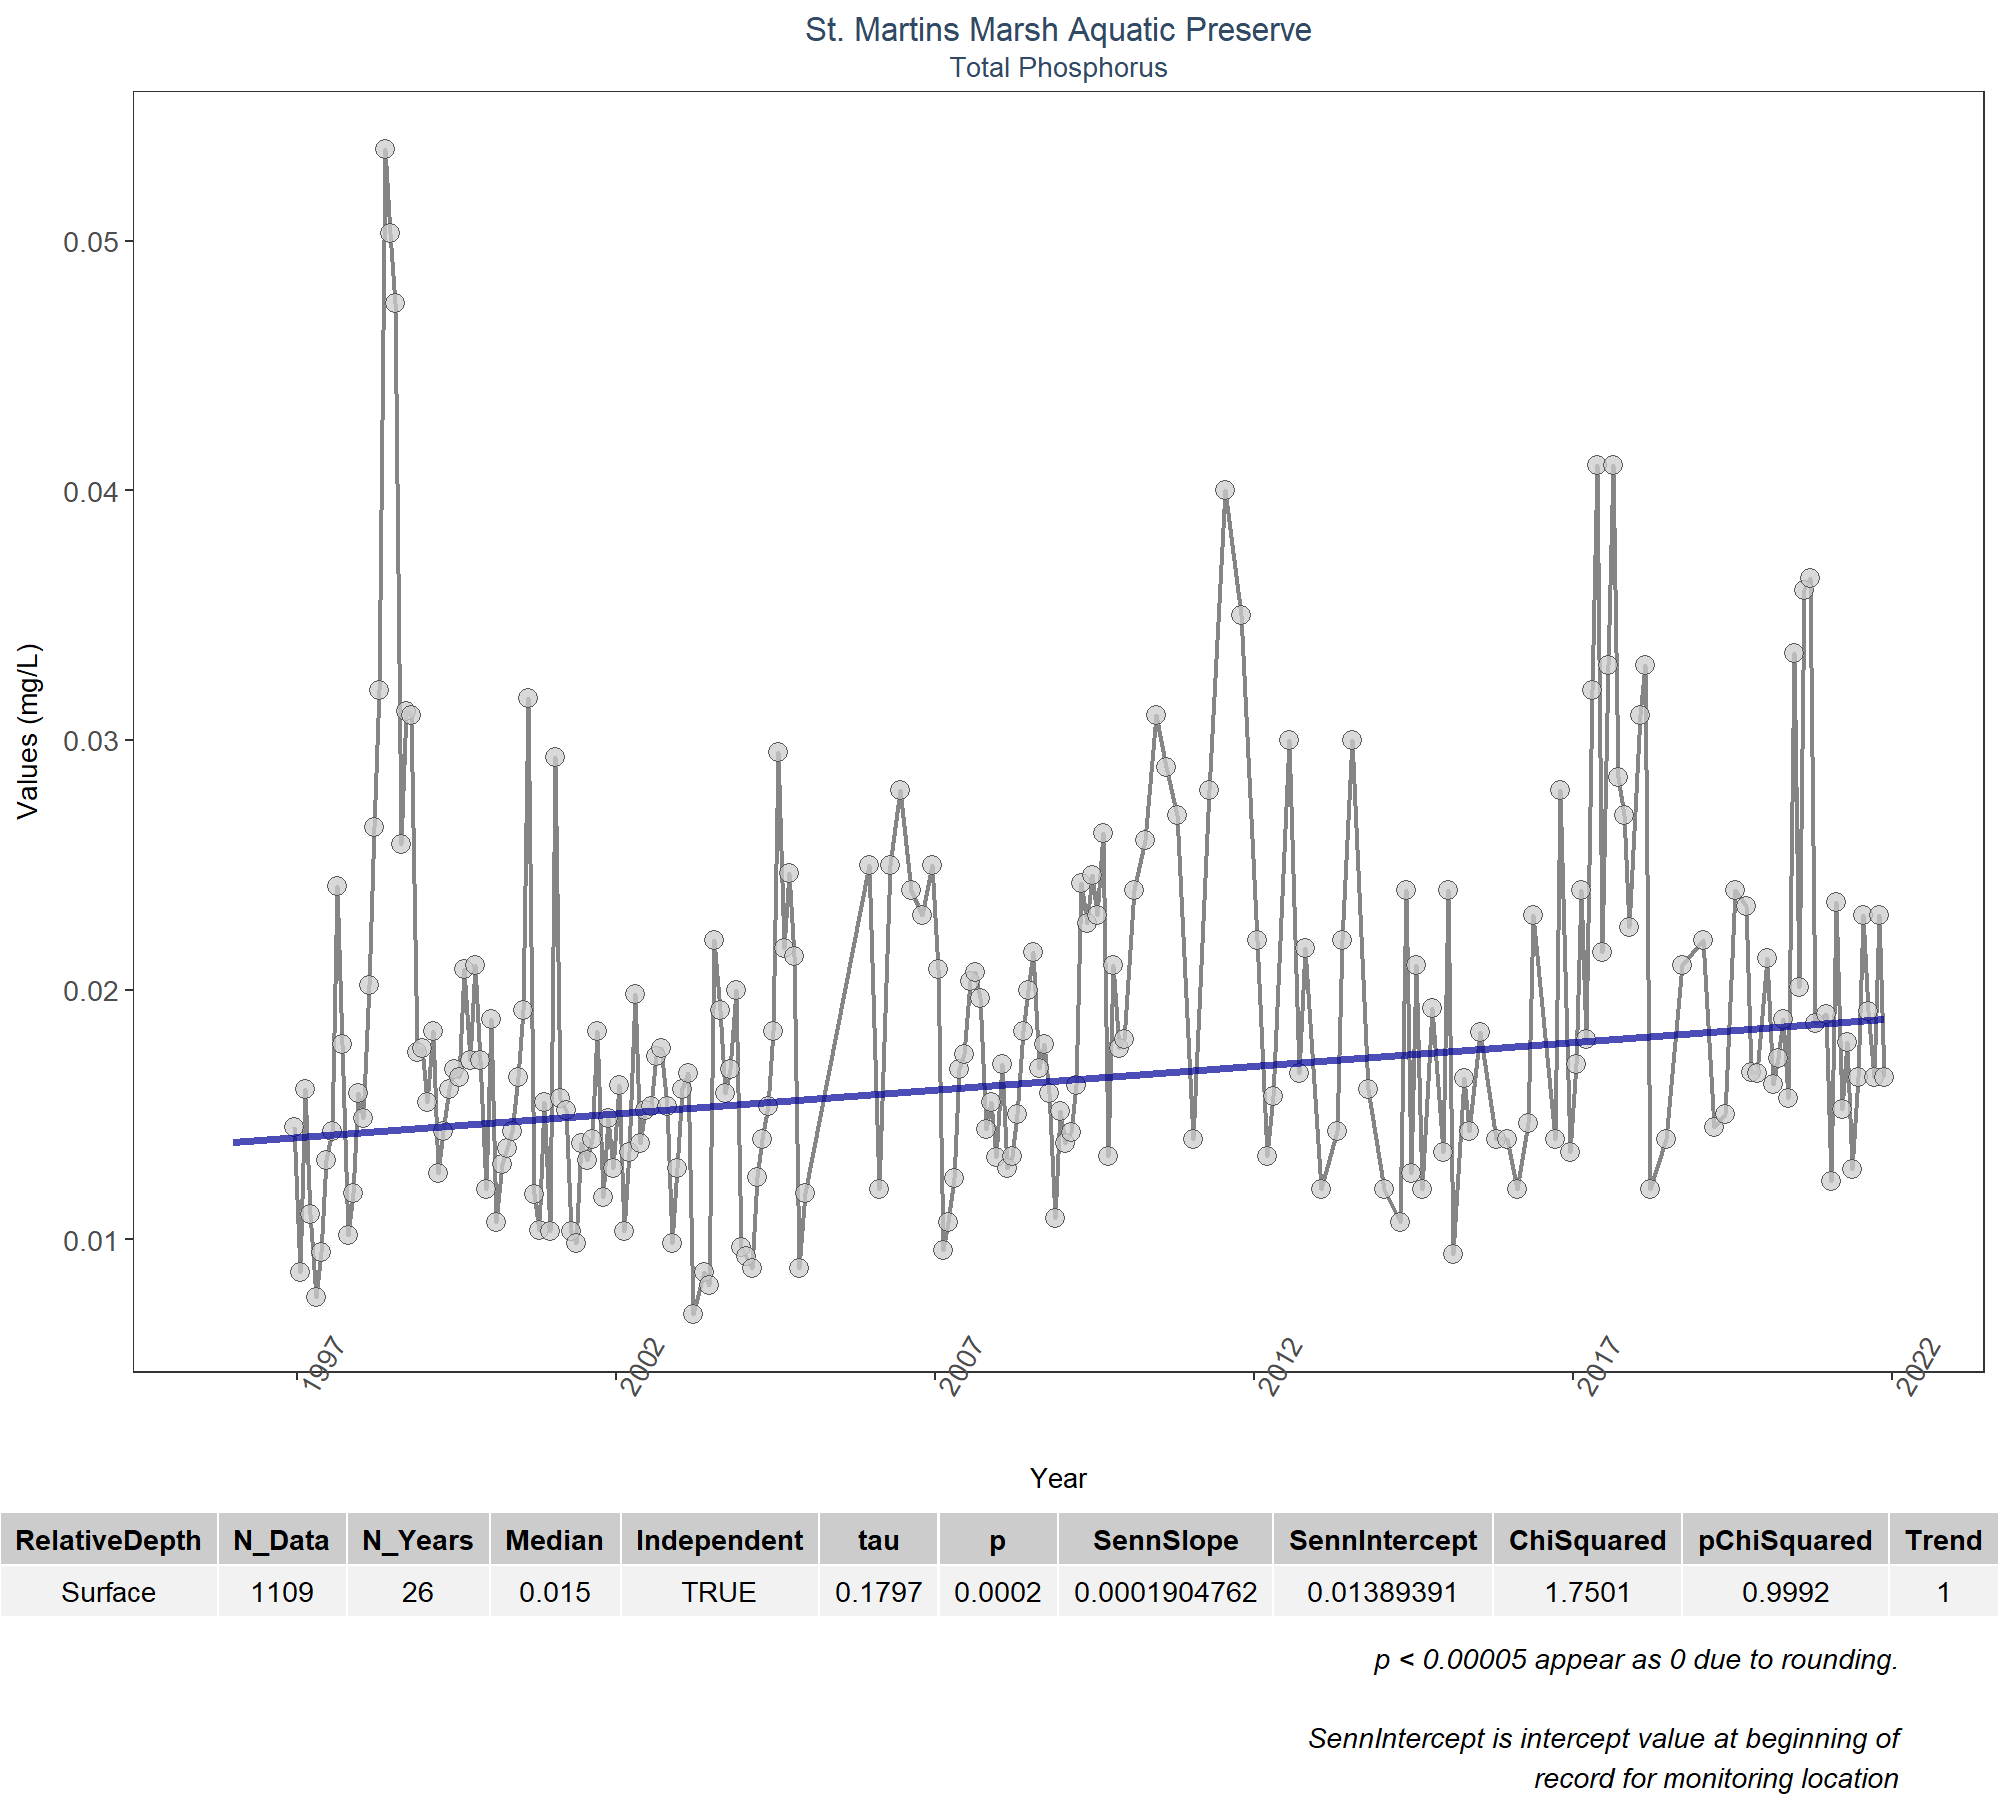 St. Martins Marsh Aquatic Preserve
Total Phosphorus
0.05
0.04
0.03
0.02
0.01
Values (mg/L)
1997 2002 2007 2012 2017 2022
Year
RelativeDepth N_Data N_Years Median Independent tau p SennSlope SennIntercept ChiSquared pChiSquared Trend
Surface 1109 26 0.015 TRUE 0.1797 0.0002 0.0001904762 0.01389391 1.7501 0.9992 1
p < 0.00005 appear as 0 due to rounding.
SennIntercept is intercept value at beginning of
record for monitoring location